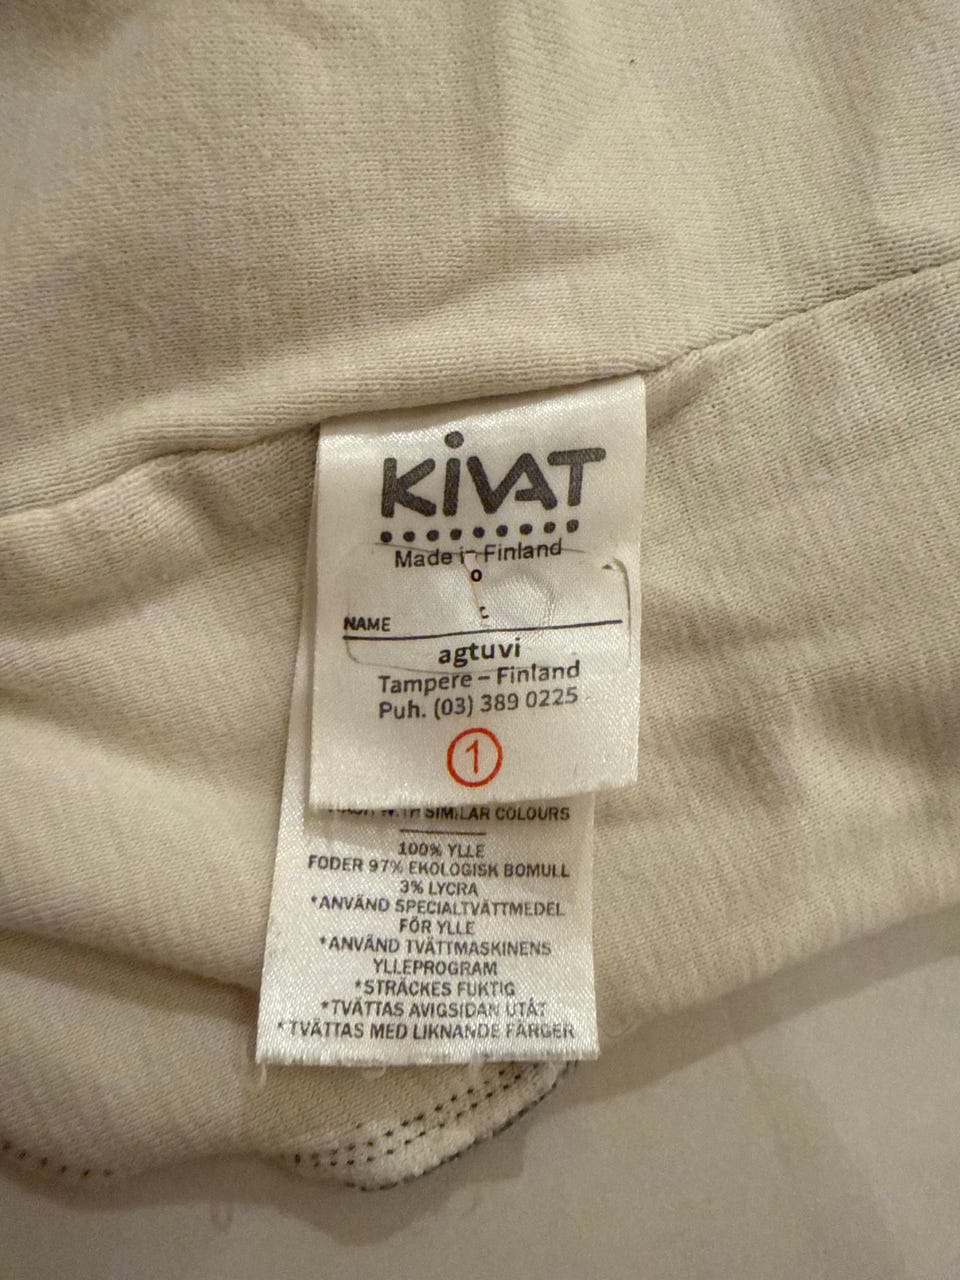 KIVAT
Made in Finland
NAME
agtuvi
Tampere – Finland
Puh. (03) 389 0225
1
WITH SIMILAR COLOURS
100% YLLE
FODER 97% EKOLOGISK BOMULL
3% LYCRA
*ANVÄND SPECIALTVÄTTMEDEL
FÖR YLLE
*ANVÄND TVÄTTMASKINENS
YLLEPROGRAM
*STRÄCKES FUKTIG
*TVÄTTAS AVIGSIDAN UTÅT
*TVÄTTAS MED LIKNANDE FÄRGER